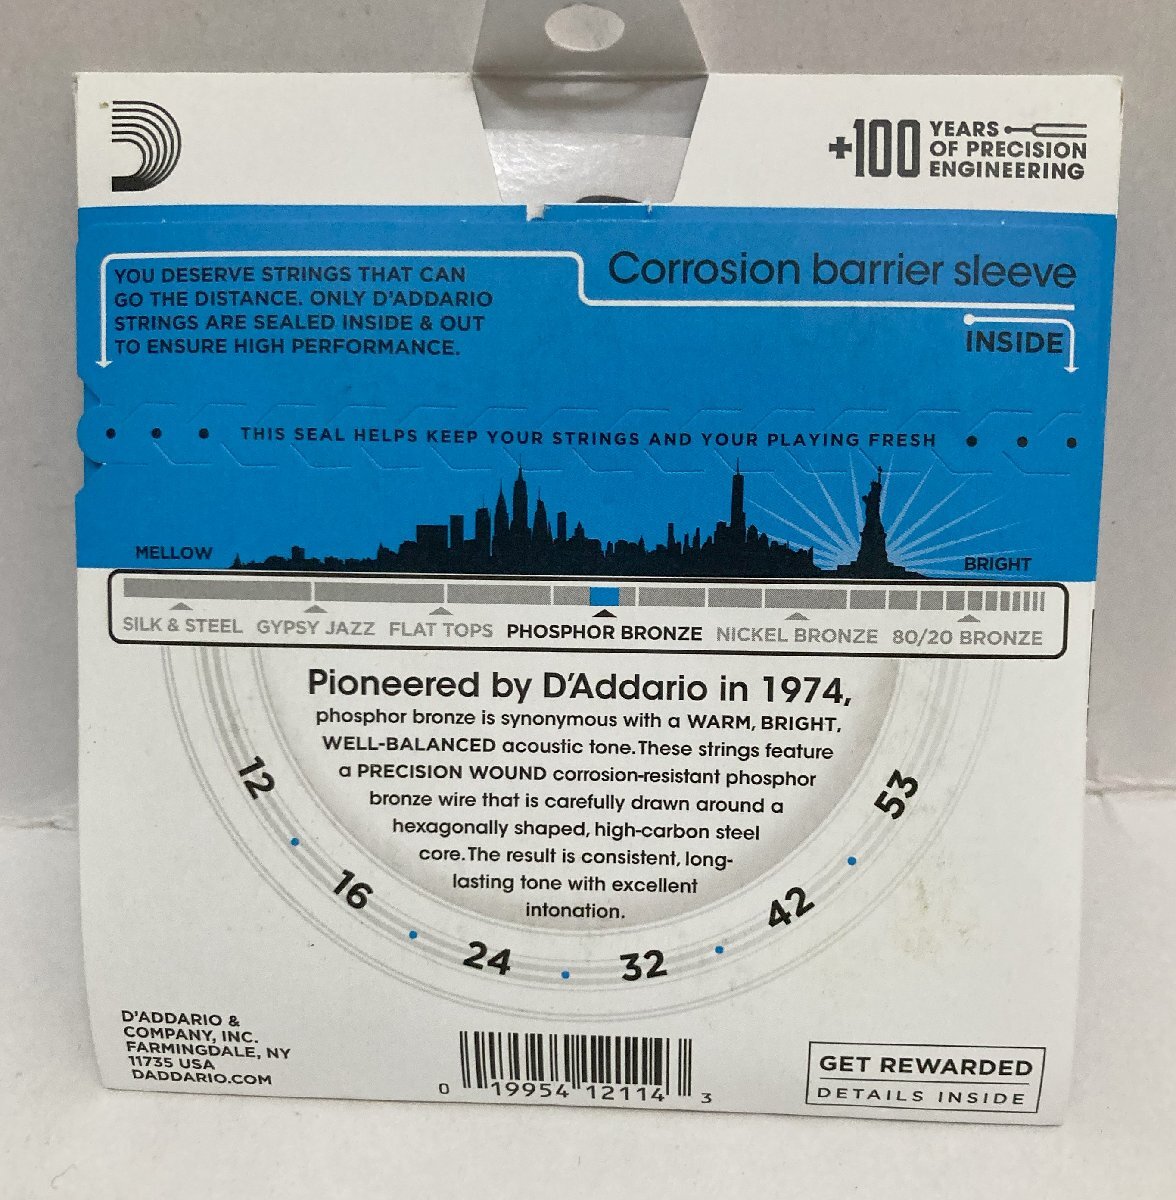 +100 YEARS
OF PRECISION
ENGINEERING
YOU DESERVE STRINGS THAT CAN
GO THE DISTANCE. ONLY D'ADDARIO
STRINGS ARE SEALED INSIDE & OUT
TO ENSURE HIGH PERFORMANCE.
Corrosion barrier sleeve
INSIDE
THIS SEAL HELPS KEEP YOUR STRINGS AND YOUR PLAYING FRESH
MELLOW
BRIGHT
SILK & STEEL GYPSY JAZZ FLAT TOPS PHOSPHOR BRONZE NICKEL BRONZE 80/20 BRONZE
Pioneered by D'Addario in 1974,
phosphor bronze is synonymous with a WARM, BRIGHT,
WELL-BALANCED acoustic tone. These strings feature
a PRECISION WOUND corrosion-resistant phosphor
bronze wire that is carefully drawn around a
hexagonally shaped, high-carbon steel
core. The result is consistent, long-
lasting tone with excellent
intonation.
12 • 16 • 24 • 32 • 42 • 53
D'ADDARIO &
COMPANY, INC.
FARMINGDALE, NY
11735 USA
DADDARIO.COM
0 19954 12114 3
GET REWARDED
DETAILS INSIDE